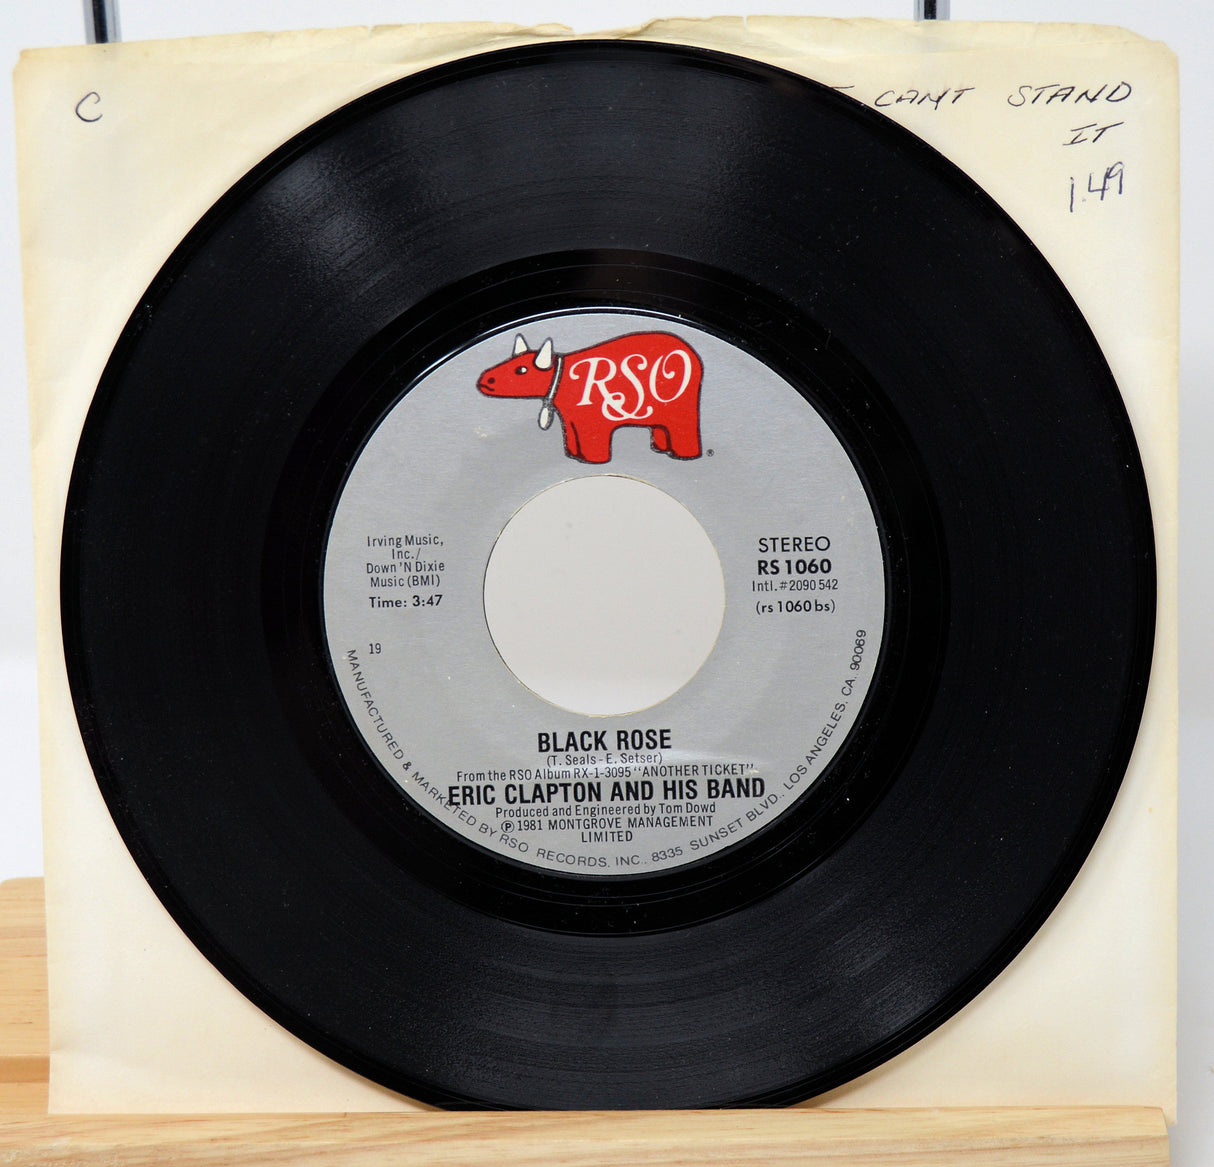 C
CAN'T STAND
IT
1.49
RSO
®
Irving Music,
Inc./
Down 'N Dixie
Music (BMI)
Time: 3:47
19
STEREO
RS 1060
Intl. #2090 542
(rs 1060 bs)
BLACK ROSE
(T. Seals - E. Setser)
From the RSO Album RX-1-3095 "ANOTHER TICKET"
ERIC CLAPTON AND HIS BAND
Produced and Engineered by Tom Dowd
℗ 1981 MONTGROVE MANAGEMENT
LIMITED
MANUFACTURED & MARKETED BY RSO RECORDS, INC., 8335 SUNSET BLVD., LOS ANGELES, CA. 90069